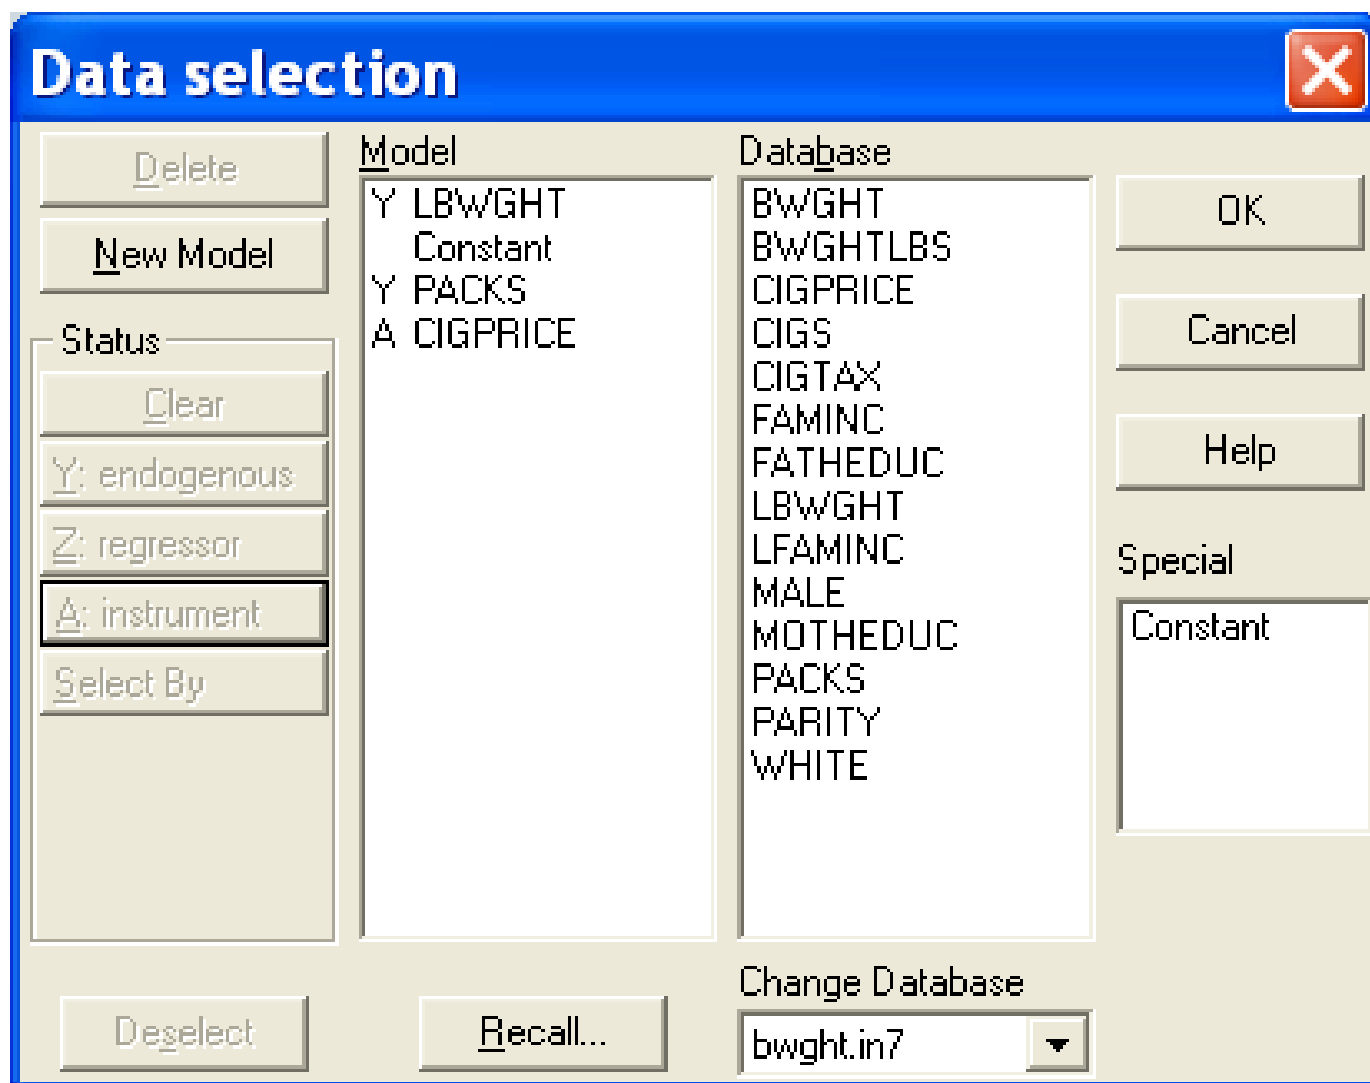 Data selection
Delete
New Model
Status
Clear
Y: endogenous
Z: regressor
A: instrument
Select By
Deselect
Model
Y LBWGHT
Constant
Y PACKS
A CIGPRICE
Recall...
Database
BWGHT
BWGHTLBS
CIGPRICE
CIGS
CIGTAX
FAMINC
FATHEDUC
LBWGHT
LFAMINC
MALE
MOTHEDUC
PACKS
PARITY
WHITE
Change Database
bwght.in7
OK
Cancel
Help
Special
Constant